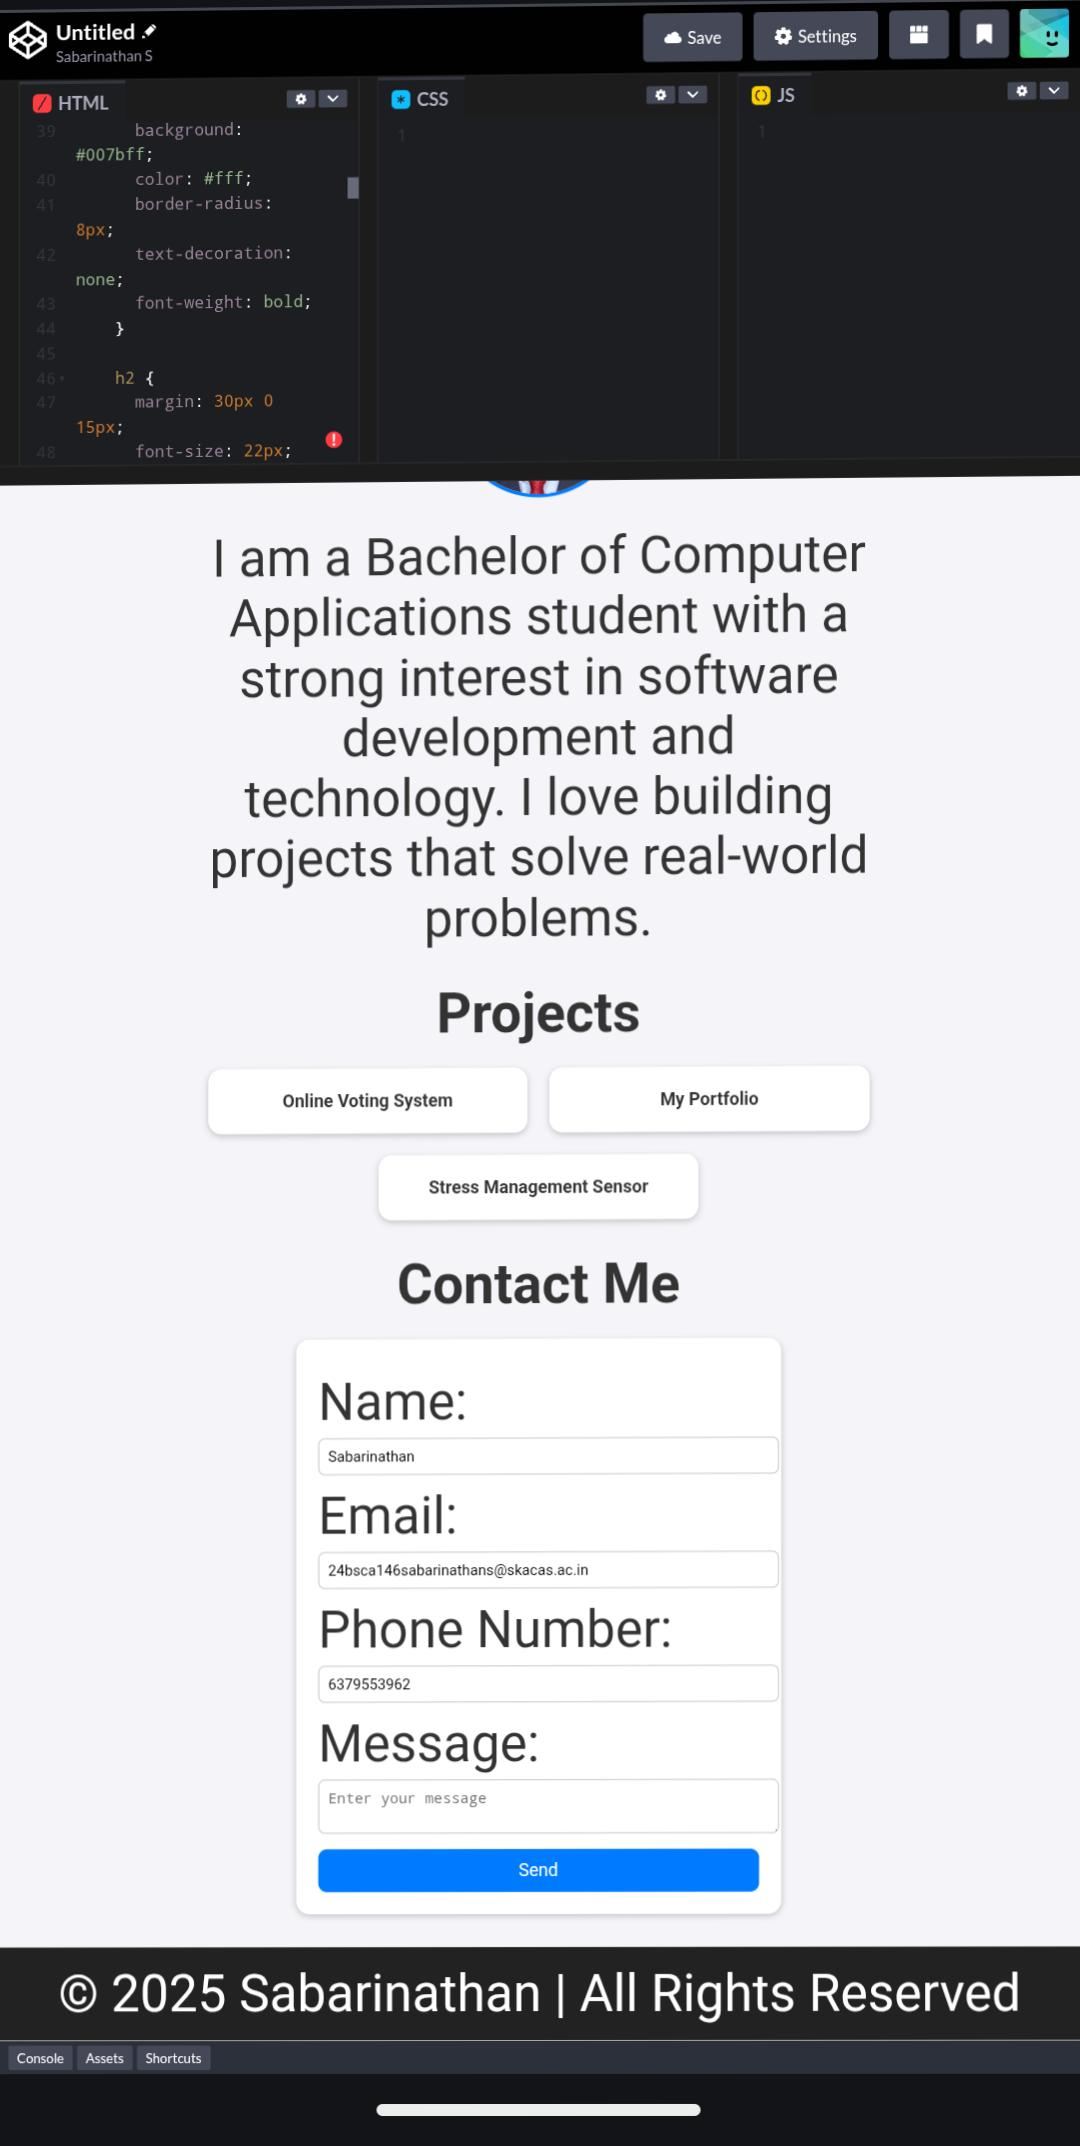 Untitled
Sabarinathan S
Save
Settings
HTML
CSS
JS
39 background:
#007bff;
40 color: #fff;
41 border-radius:
8px;
42 text-decoration:
none;
43 font-weight: bold;
44 }
45
46 h2 {
47 margin: 30px 0
15px;
48 font-size: 22px;
1
1
I am a Bachelor of Computer
Applications student with a
strong interest in software
development and
technology. I love building
projects that solve real-world
problems.
Projects
Online Voting System
My Portfolio
Stress Management Sensor
Contact Me
Name:
Sabarinathan
Email:
24bsca146sabarinathans@skacas.ac.in
Phone Number:
6379553962
Message:
Enter your message
Send
© 2025 Sabarinathan | All Rights Reserved
Console
Assets
Shortcuts